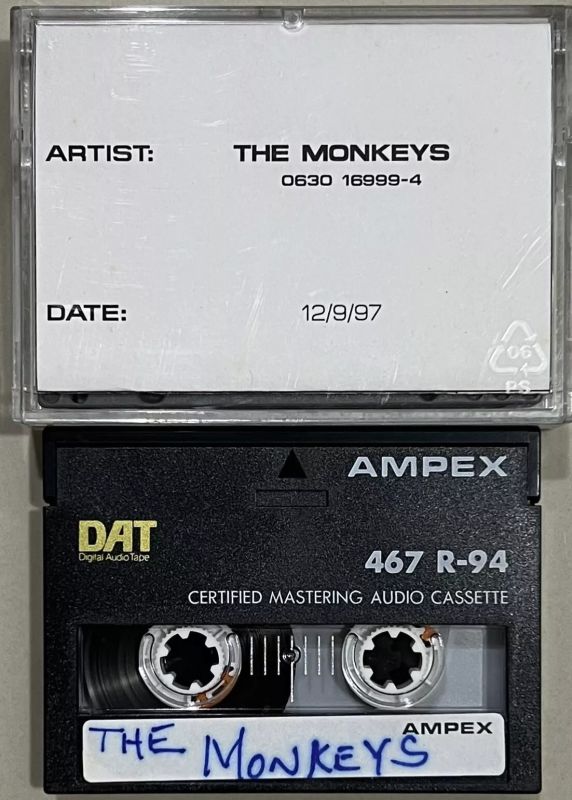 ARTIST: THE MONKEYS
0630 16999-4
DATE: 12/9/97
06
PS
AMPEX
DAT
Digital Audio Tape
467 R-94
CERTIFIED MASTERING AUDIO CASSETTE
AMPEX
THE MONKEYS